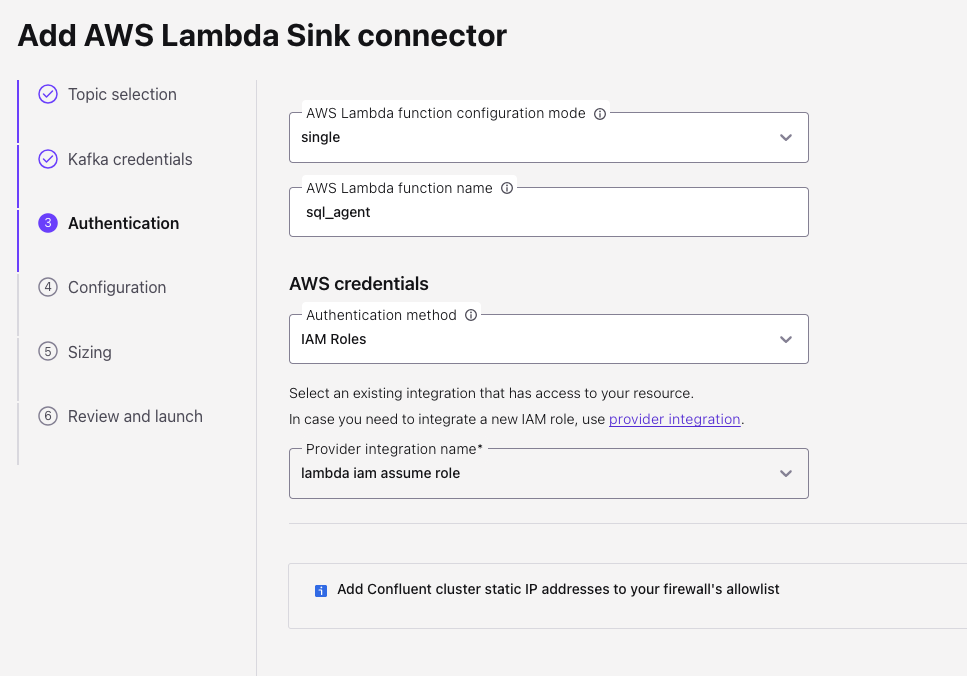 Add AWS Lambda Sink connector
Topic selection
Kafka credentials
3 Authentication
4 Configuration
5 Sizing
6 Review and launch
AWS Lambda function configuration mode
single
AWS Lambda function name
sql_agent
AWS credentials
Authentication method
IAM Roles
Select an existing integration that has access to your resource.
In case you need to integrate a new IAM role, use provider integration.
Provider integration name*
lambda iam assume role
Add Confluent cluster static IP addresses to your firewall's allowlist